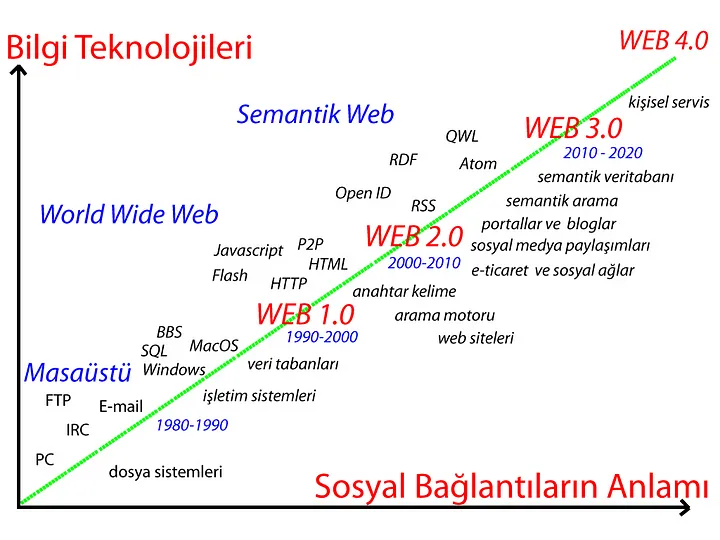 Bilgi Teknolojileri
WEB 4.0
kişisel servis
Semantik Web
WEB 3.0
QWL
2010 - 2020
RDF
Atom
semantik veritabanı
Open ID
RSS
semantik arama
World Wide Web
portallar ve bloglar
WEB 2.0
sosyal medya paylaşımları
Javascript
P2P
HTML
2000-2010
e-ticaret ve sosyal ağlar
Flash
HTTP
anahtar kelime
WEB 1.0
arama motoru
BBS
1990-2000
web siteleri
SQL
MacOS
Masaüstü
Windows
veri tabanları
FTP
E-mail
işletim sistemleri
IRC
1980-1990
PC
dosya sistemleri
Sosyal Bağlantıların Anlamı